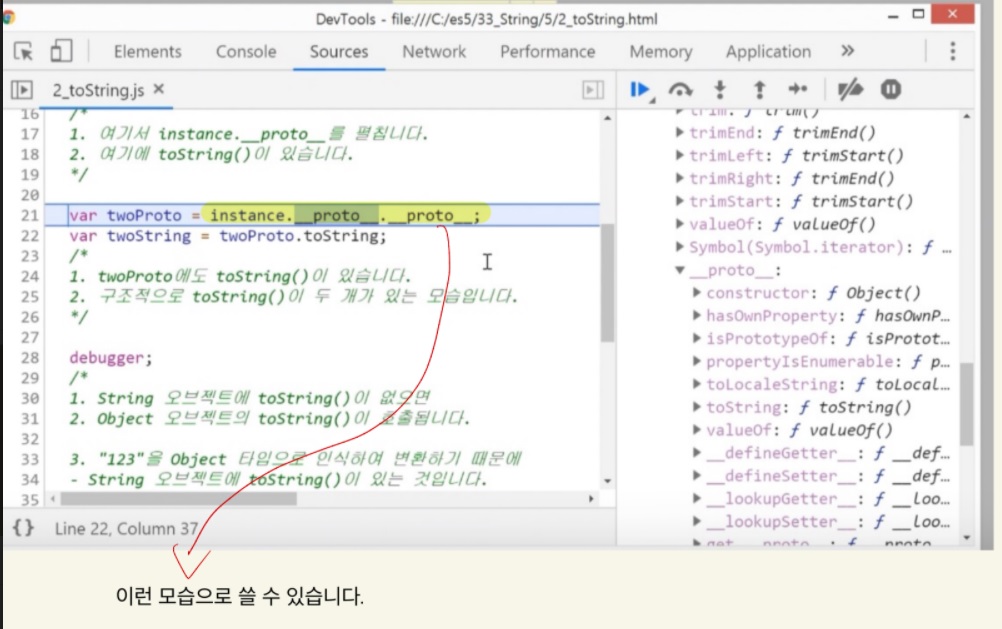 DevTools - file:///C:/es5/33_String/5/2_toString.html
Elements Console Sources Network Performance Memory Application »
2_toString.js ×
16 /*
17 1. 여기서 instance.__proto__를 펼칩니다.
18 2. 여기에 toString()이 있습니다.
19 */
20
21 var twoProto = instance.__proto__.__proto__;
22 var twoString = twoProto.toString;
23 /*
24 1. twoProto에도 toString()이 있습니다.
25 2. 구조적으로 toString()이 두 개가 있는 모습입니다.
26 */
27
28 debugger;
29 /*
30 1. String 오브젝트에 toString()이 없으면
31 2. Object 오브젝트의 toString()이 호출됩니다.
32
33 3. "123"을 Object 타입으로 인식하여 변환하기 때문에
34 - String 오브젝트에 toString()이 있는 것입니다.
35
{} Line 22, Column 37
trim: ƒ trim()
trimEnd: ƒ trimEnd()
trimLeft: ƒ trimStart()
trimRight: ƒ trimEnd()
trimStart: ƒ trimStart()
valueOf: ƒ valueOf()
Symbol(Symbol.iterator): ƒ …
__proto__:
constructor: ƒ Object()
hasOwnProperty: ƒ hasOwnP…
isPrototypeOf: ƒ isPrototot…
propertyIsEnumerable: ƒ p…
toLocaleString: ƒ toLocal…
toString: ƒ toString()
valueOf: ƒ valueOf()
__defineGetter__: ƒ __def…
__defineSetter__: ƒ __def…
__lookupGetter__: ƒ __loo…
__lookupSetter__: ƒ __loo…
get __proto__: ƒ __proto__
이런 모습으로 쓸 수 있습니다.